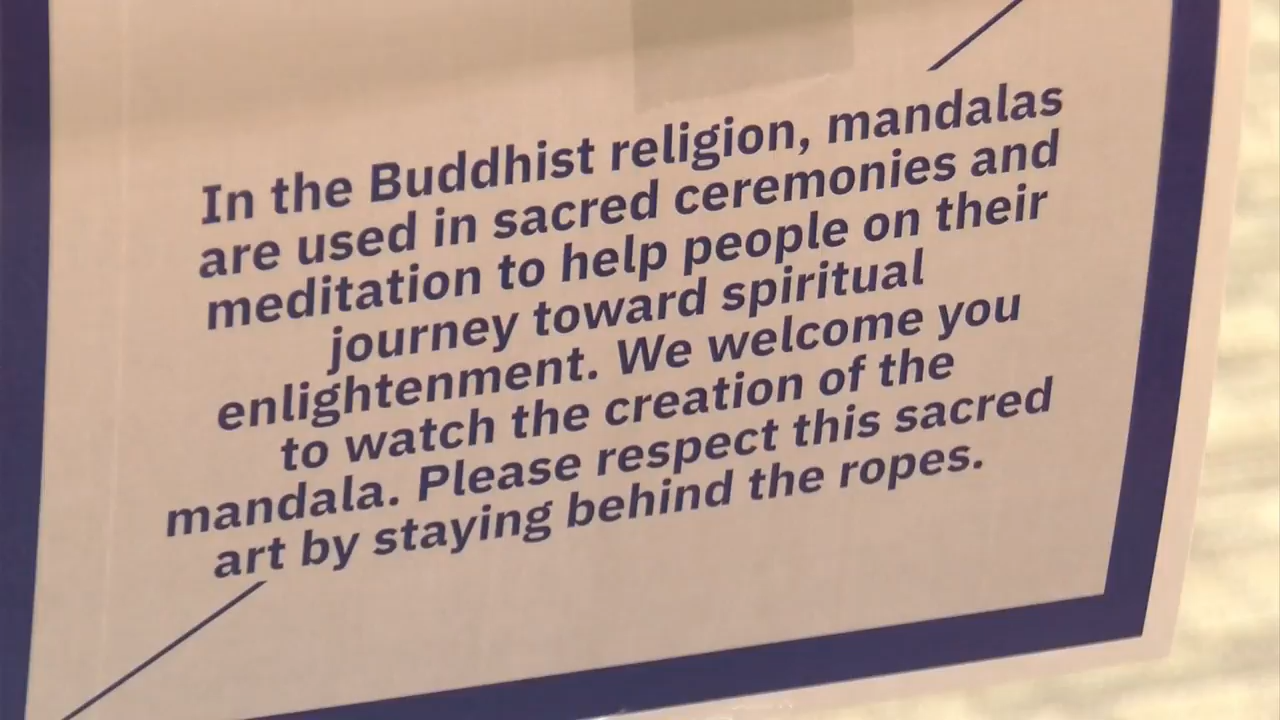 In the Buddhist religion, mandalas
are used in sacred ceremonies and
meditation to help people on their
journey toward spiritual
enlightenment. We welcome you
to watch the creation of the
mandala. Please respect this sacred
art by staying behind the ropes.